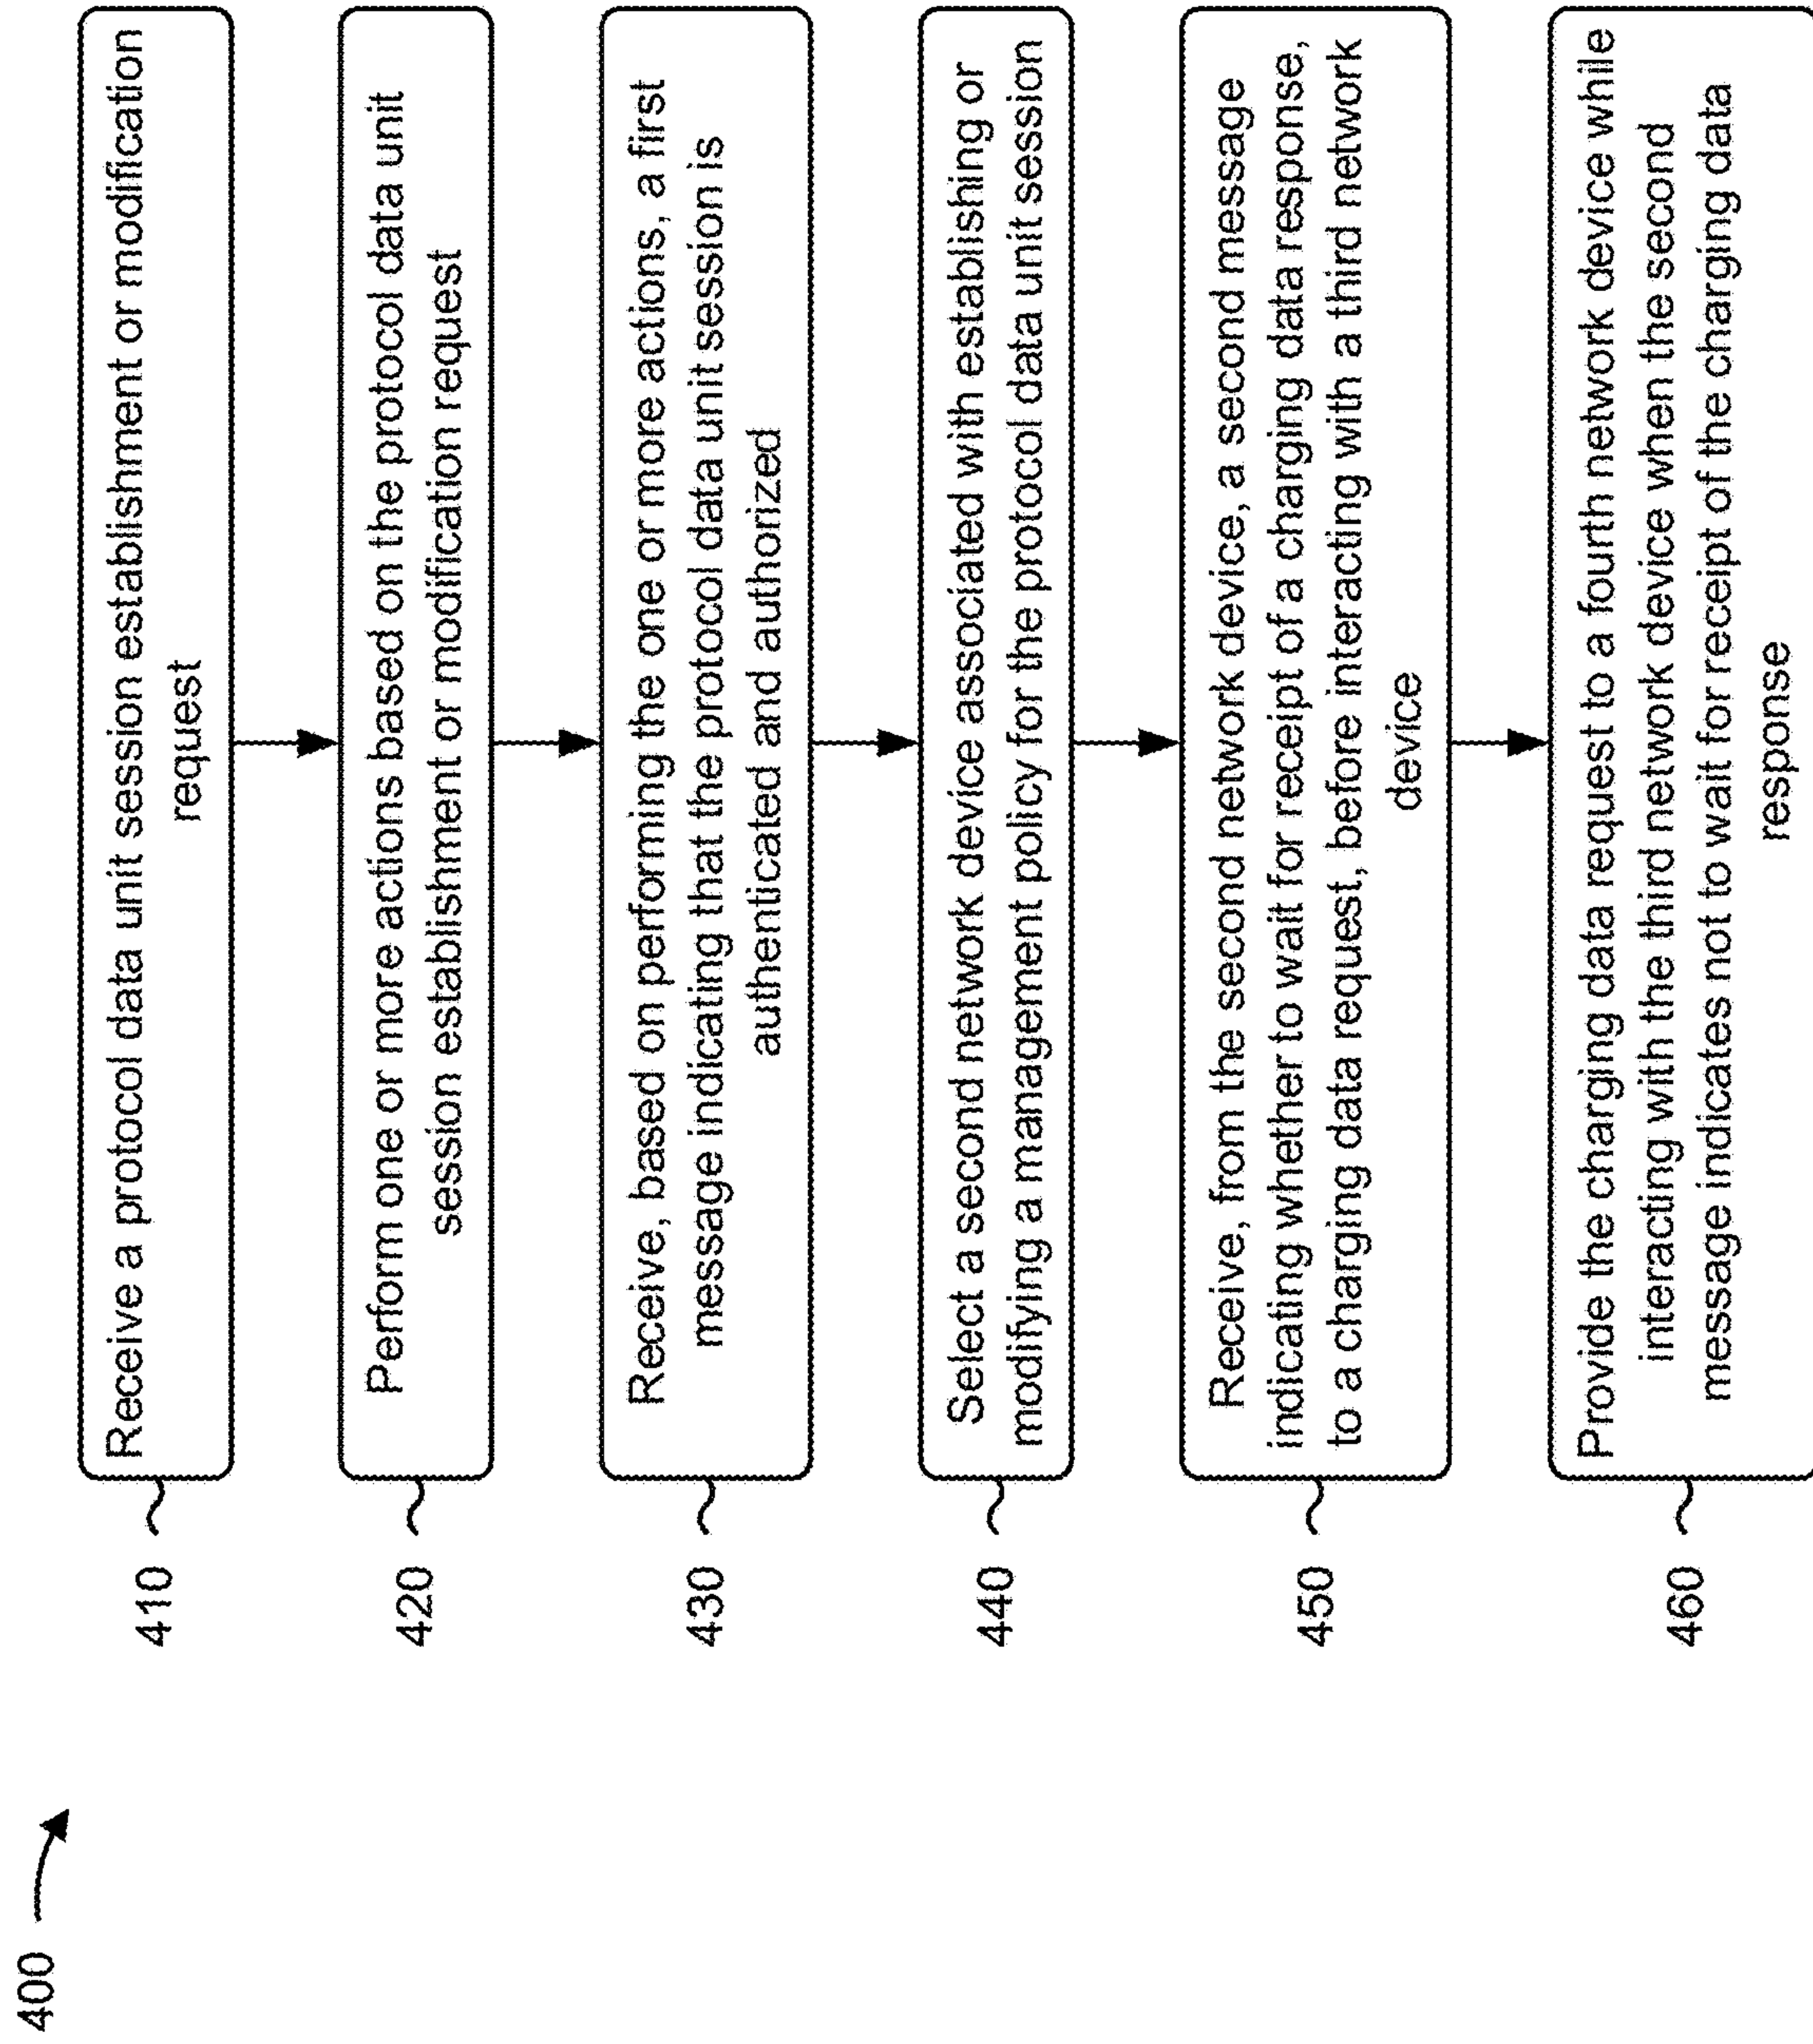 400
410
Receive a protocol data unit session establishment or modification
request
420
Perform one or more actions based on the protocol data unit
session establishment or modification request
430
Receive, based on performing the one or more actions, a first
message indicating that the protocol data unit session is
authenticated and authorized
440
Select a second network device associated with establishing or
modifying a management policy for the protocol data unit session
450
Receive, from the second network device, a second message
indicating whether to wait for receipt of a charging data response,
to a charging data request, before interacting with a third network
device
460
Provide the charging data request to a fourth network device while
interacting with the third network device when the second
message indicates not to wait for receipt of the charging data
response